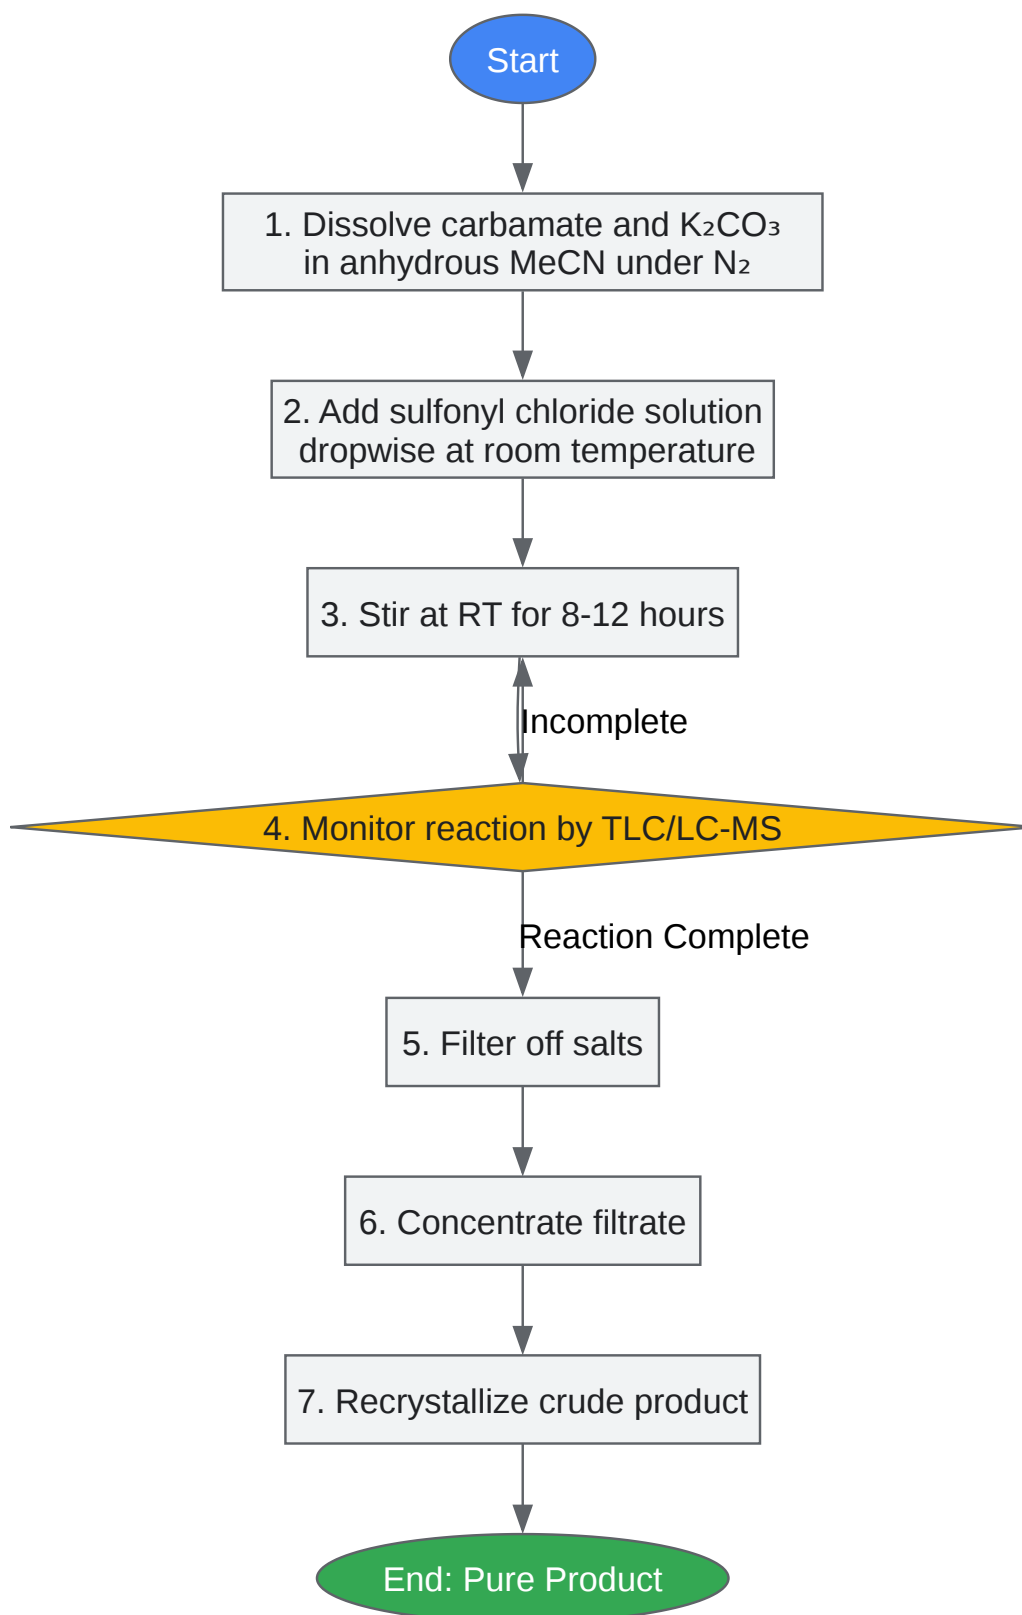 Start
1. Dissolve carbamate and K₂CO₃
in anhydrous MeCN under N₂
2. Add sulfonyl chloride solution
dropwise at room temperature
3. Stir at RT for 8-12 hours
Incomplete
4. Monitor reaction by TLC/LC-MS
Reaction Complete
5. Filter off salts
6. Concentrate filtrate
7. Recrystallize crude product
End: Pure Product